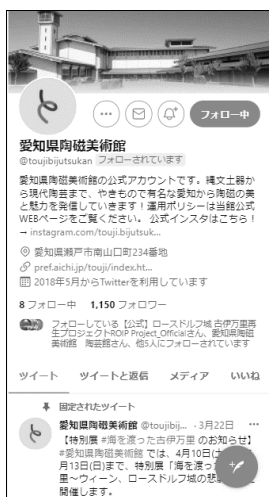 フォロー中
愛知県陶磁美術館
@toujibijutsukan フォローされています
愛知県陶磁美術館の公式アカウントです。縄文土器か
ら現代陶芸まで、やきもので有名な愛知から陶磁の美
と魅力を発信していきます！運用ポリシーは当館公式
WEBページをご覧ください。 公式インスタはこちら！
→ instagram.com/touji.bijutsuk...
愛知県瀬戸市南山口町234番地
pref.aichi.jp/touji/index.ht...
2018年5月からTwitterを利用しています
8 フォロー中 1,150 フォロワー
フォローしている【公式】ロースドルフ城 古伊万里再
生プロジェクトROIP Project_Officialさん、愛知県陶磁
美術館 陶芸館さん、他5人にフォローされています
ツイート ツイートと返信 メディア いいね
固定されたツイート
愛知県陶磁美術館 @toujibij... · 3月22日
【特別展 #海を渡った古伊万里 のお知らせ】
#愛知県陶磁美術館 では、4月10日(土
月13日(日)まで、特別展「海を渡っ
里～ウィーン、ロースドルフ城の悲
開催します。